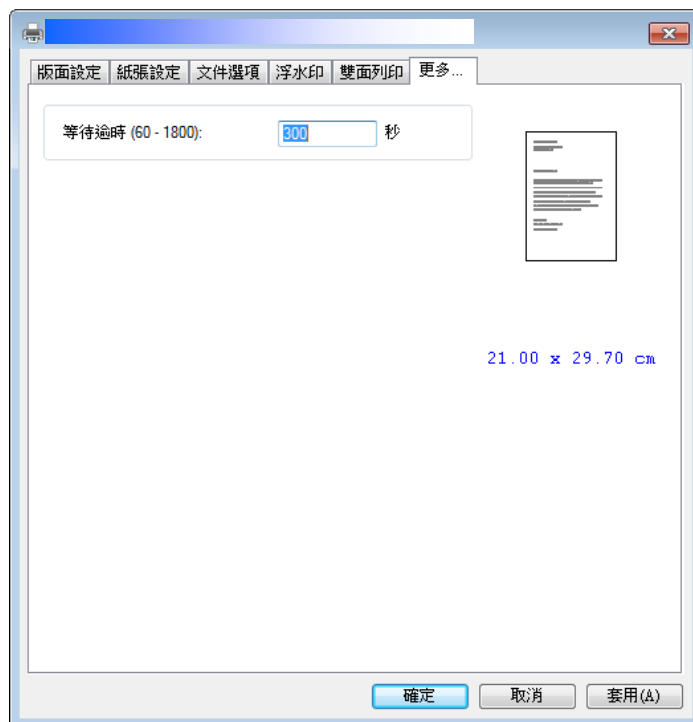 版面設定 紙張設定 文件選項 浮水印 雙面列印 更多...
等待逾時 (60 - 1800): 300 秒
21.00 x 29.70 cm
確定 取消 套用(A)